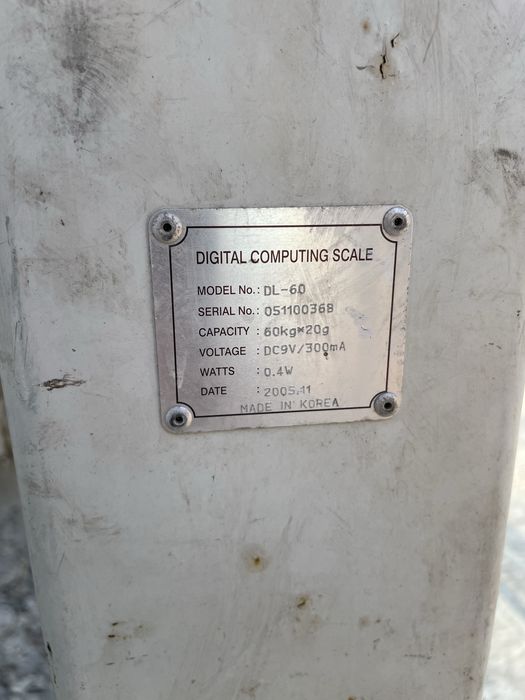 DIGITAL COMPUTING SCALE
MODEL No.: DL-60
SERIAL No.: 051100368
CAPACITY : 60kg*20g
VOLTAGE : DC9V/300mA
WATTS : 0.4W
DATE : 2005.11
MADE IN KOREA